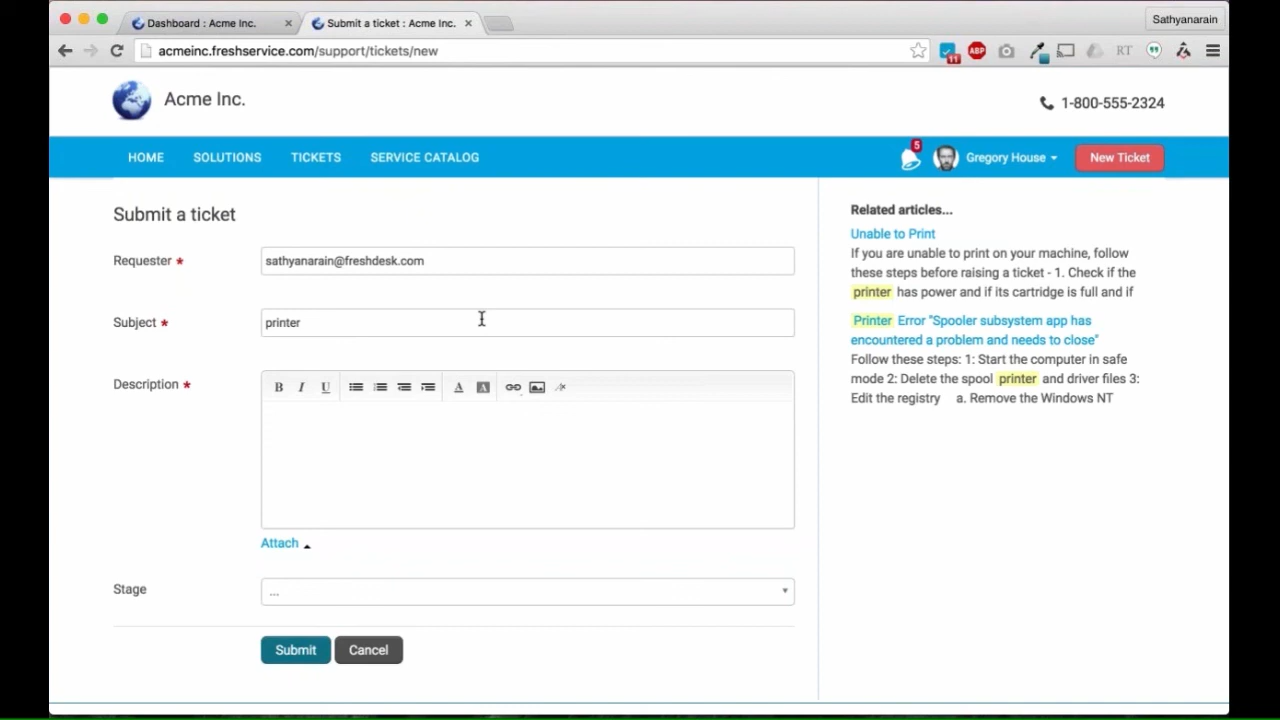 Dashboard : Acme Inc.
Submit a ticket : Acme Inc.
Sathyanarain
acmeinc.freshservice.com/support/tickets/new
11
ABP
RT
Acme Inc.
1-800-555-2324
HOME
SOLUTIONS
TICKETS
SERVICE CATALOG
5
Gregory House
New Ticket
Submit a ticket
Requester *
sathyanarain@freshdesk.com
Subject *
printer
Description *
B I U
A A
Attach
Stage
...
Submit
Cancel
Related articles...
Unable to Print
If you are unable to print on your machine, follow
these steps before raising a ticket - 1. Check if the
printer has power and if its cartridge is full and if
Printer Error "Spooler subsystem app has
encountered a problem and needs to close"
Follow these steps: 1: Start the computer in safe
mode 2: Delete the spool printer and driver files 3:
Edit the registry a. Remove the Windows NT